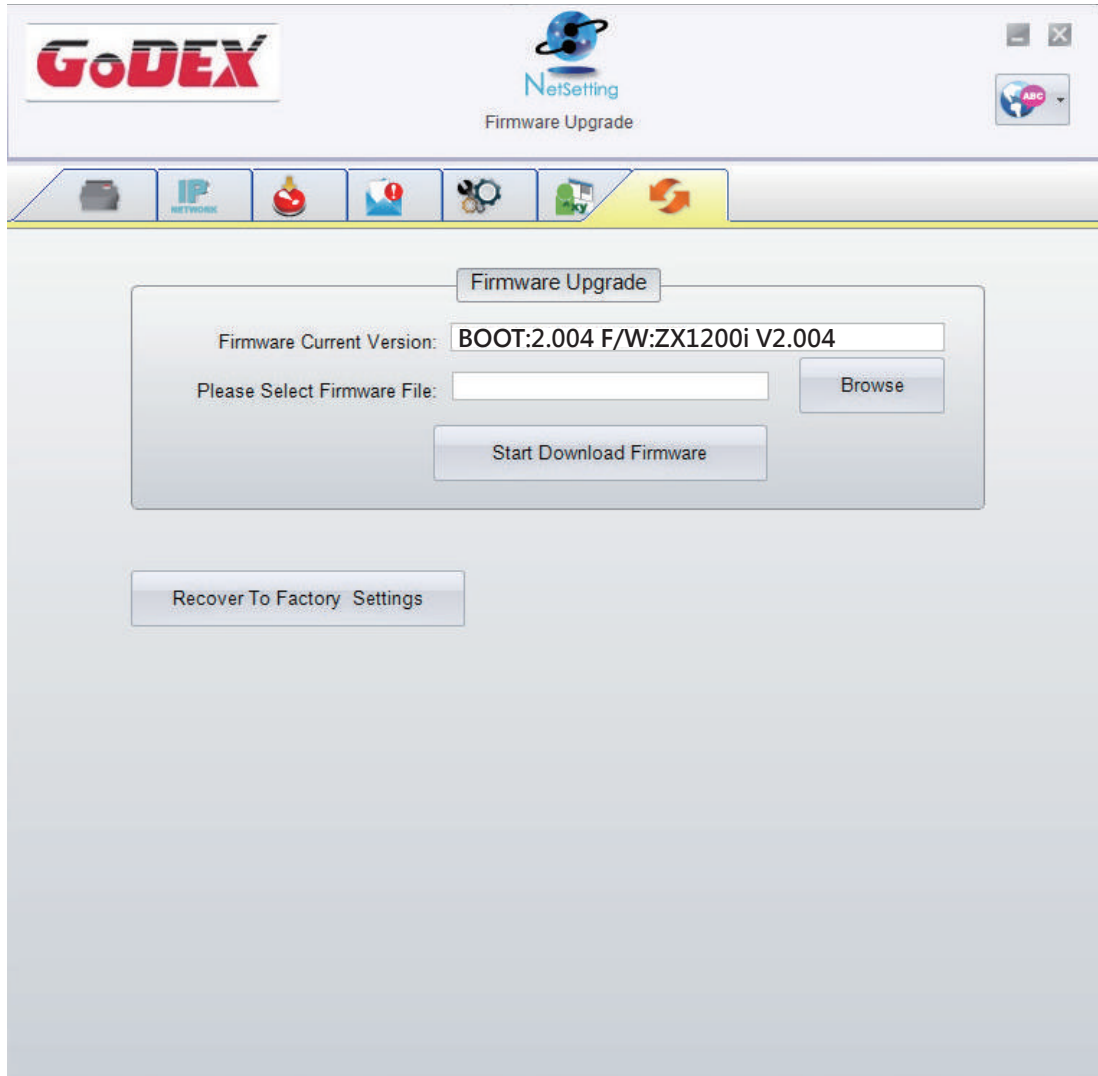 GoDEX
NetSetting
Firmware Upgrade
ABC
IP
NETWORK
xy
Firmware Upgrade
Firmware Current Version: BOOT:2.004 F/W:ZX1200i V2.004
Please Select Firmware File: Browse
Start Download Firmware
Recover To Factory Settings